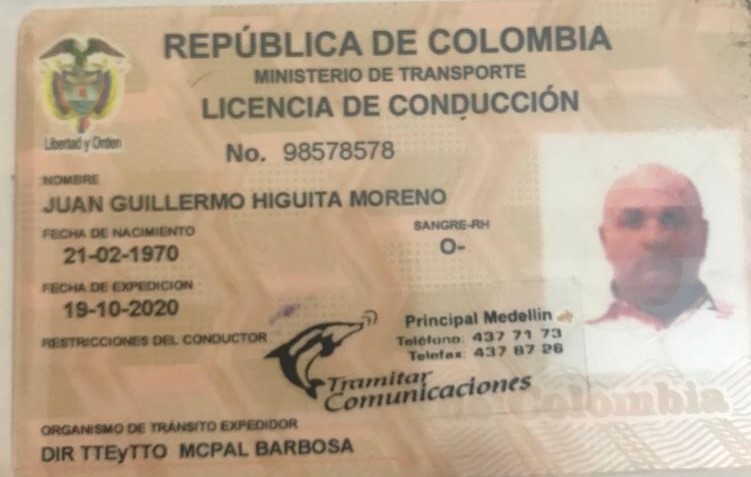 REPÚBLICA DE COLOMBIA
MINISTERIO DE TRANSPORTE
LICENCIA DE CONDUCCIÓN
Libertad y Orden
No. 98578578
NOMBRE
JUAN GUILLERMO HIGUITA MORENO
FECHA DE NACIMIENTO
21-02-1970
SANGRE-RH
O-
FECHA DE EXPEDICION
19-10-2020
RESTRICCIONES DEL CONDUCTOR
Principal Medellin
Teléfono: 437 71 73
Telefax: 437 87 26
Tramitar
Comunicaciones
de Colombia
ORGANISMO DE TRÁNSITO EXPEDIDOR
DIR TTEyTTO MCPAL BARBOSA